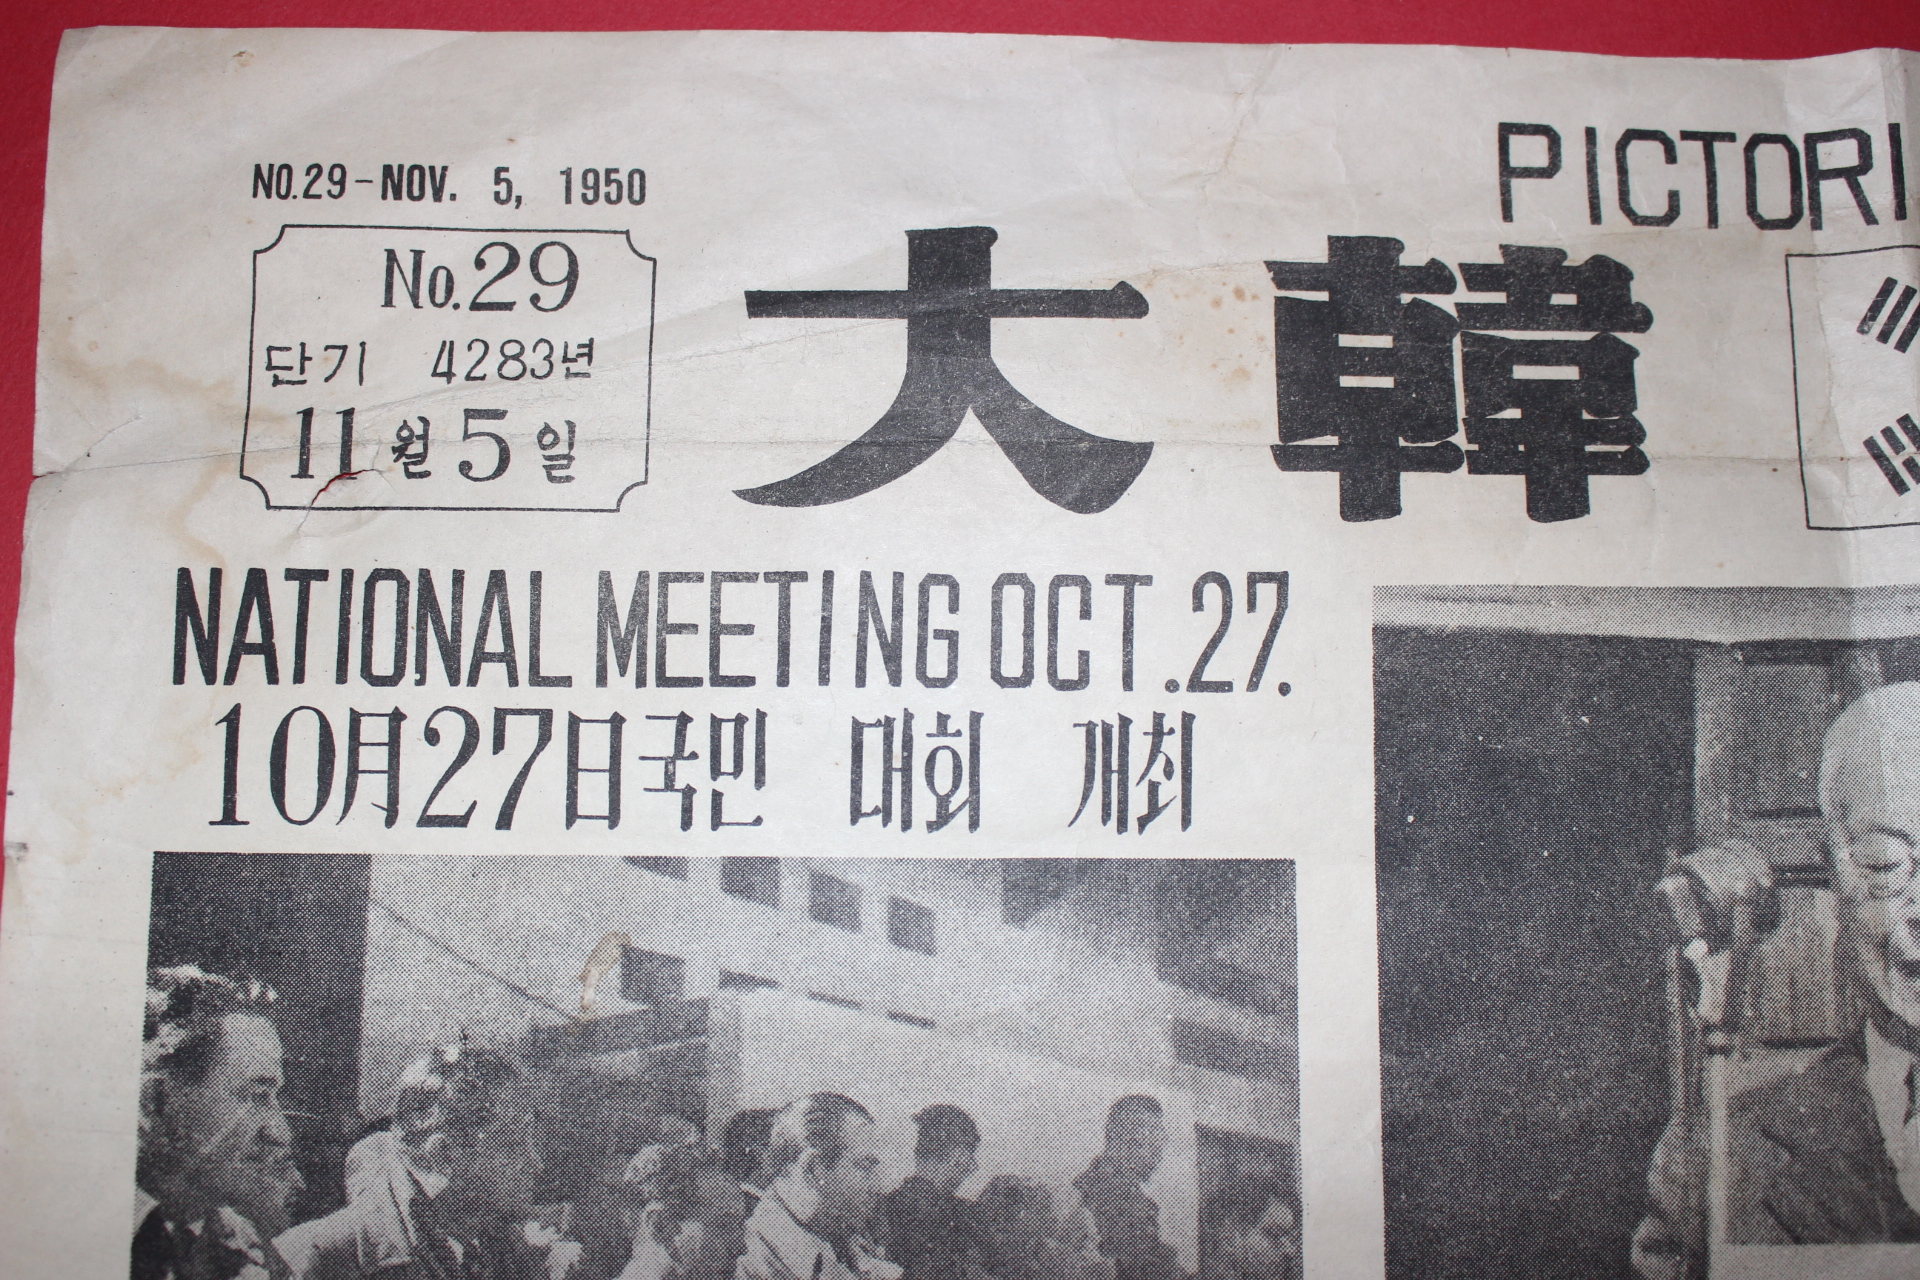 NO.29-NOV. 5, 1950
PICTORI
No.29
단기 4283년
11월5일
大韓
NATIONAL MEETING OCT.27.
10月27日국민 대회 개최